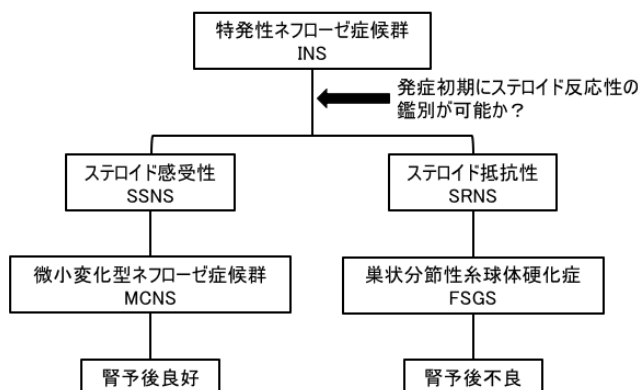 特発性ネフローゼ症候群
INS
発症初期にステロイド反応性の
鑑別が可能か？
ステロイド感受性
SSNS
ステロイド抵抗性
SRNS
微小変化型ネフローゼ症候群
MCNS
巣状分節性糸球体硬化症
FSGS
腎予後良好
腎予後不良